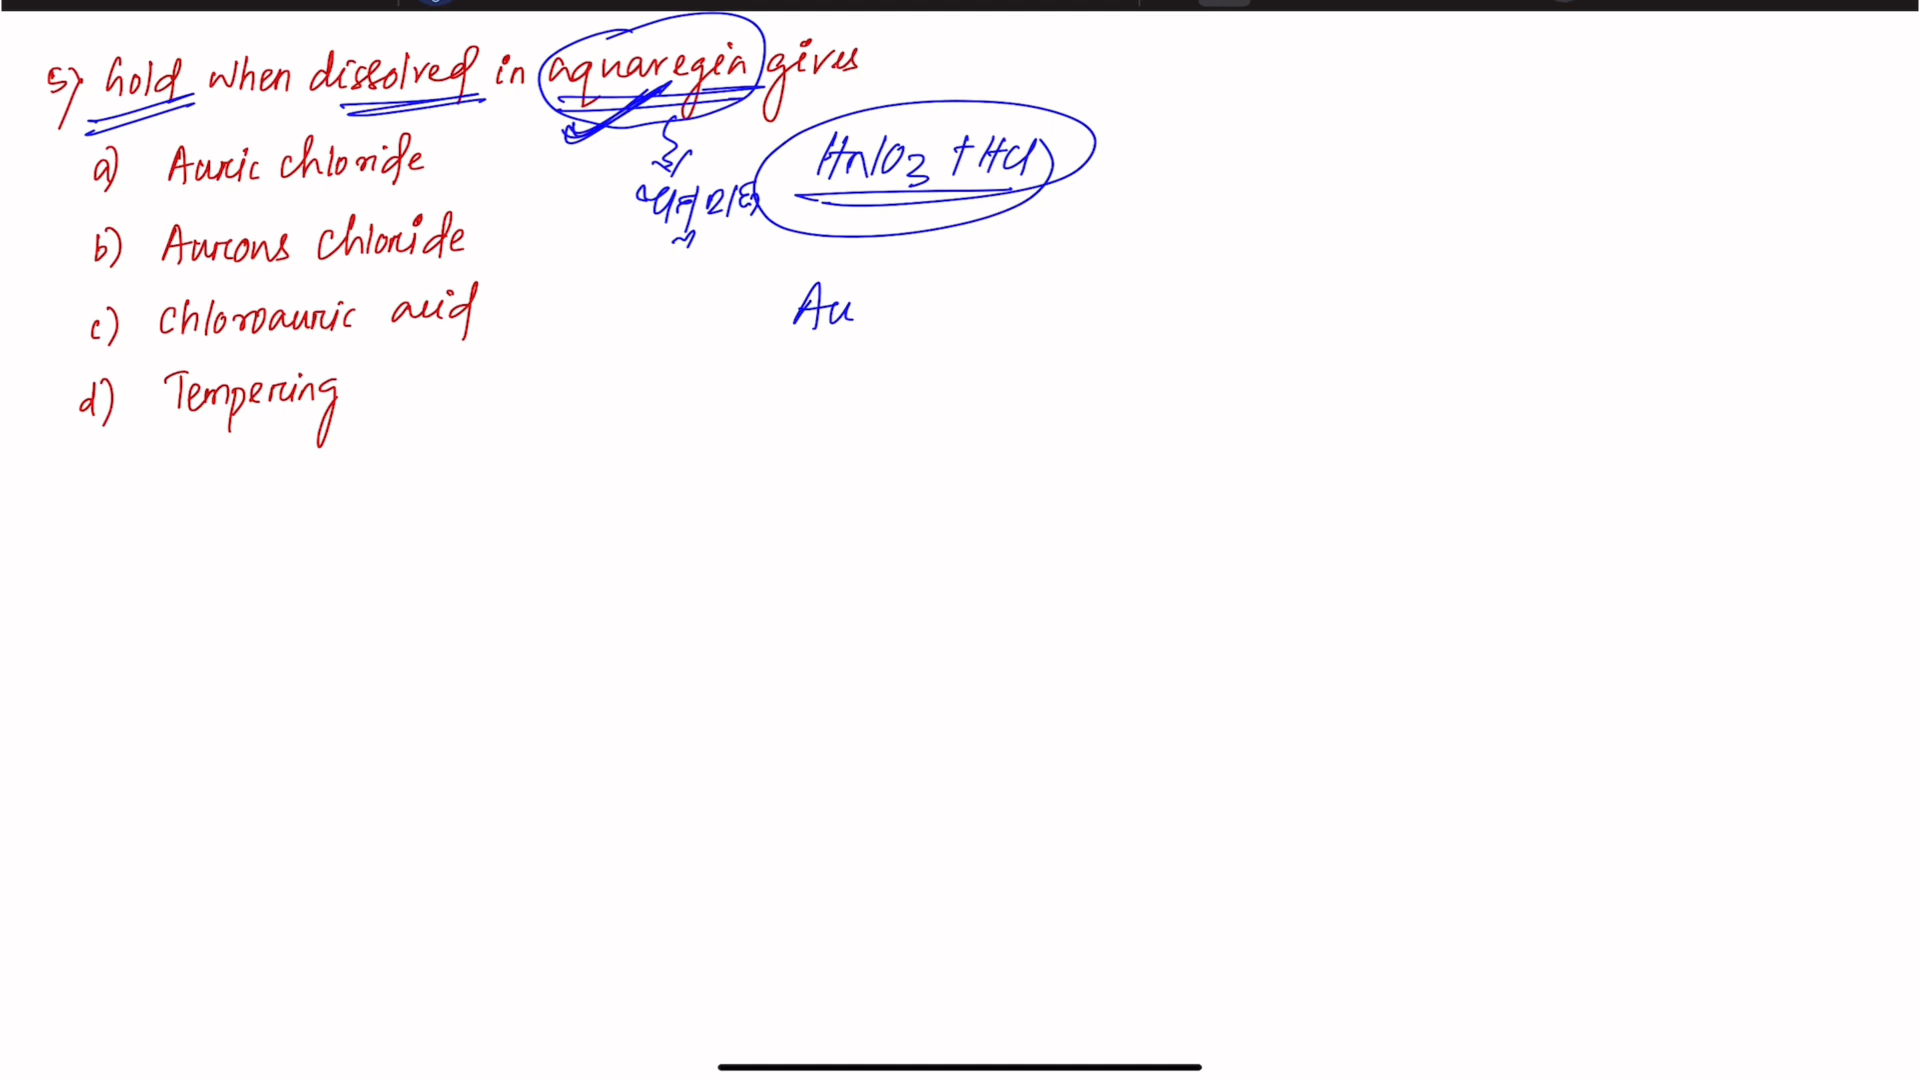 5) Gold when dissolved in aquaregia gives
a) Auric chloride
b) Aurous chloride
c) Chloroauric acid
d) Tempering
HNO3 + HCl
Au